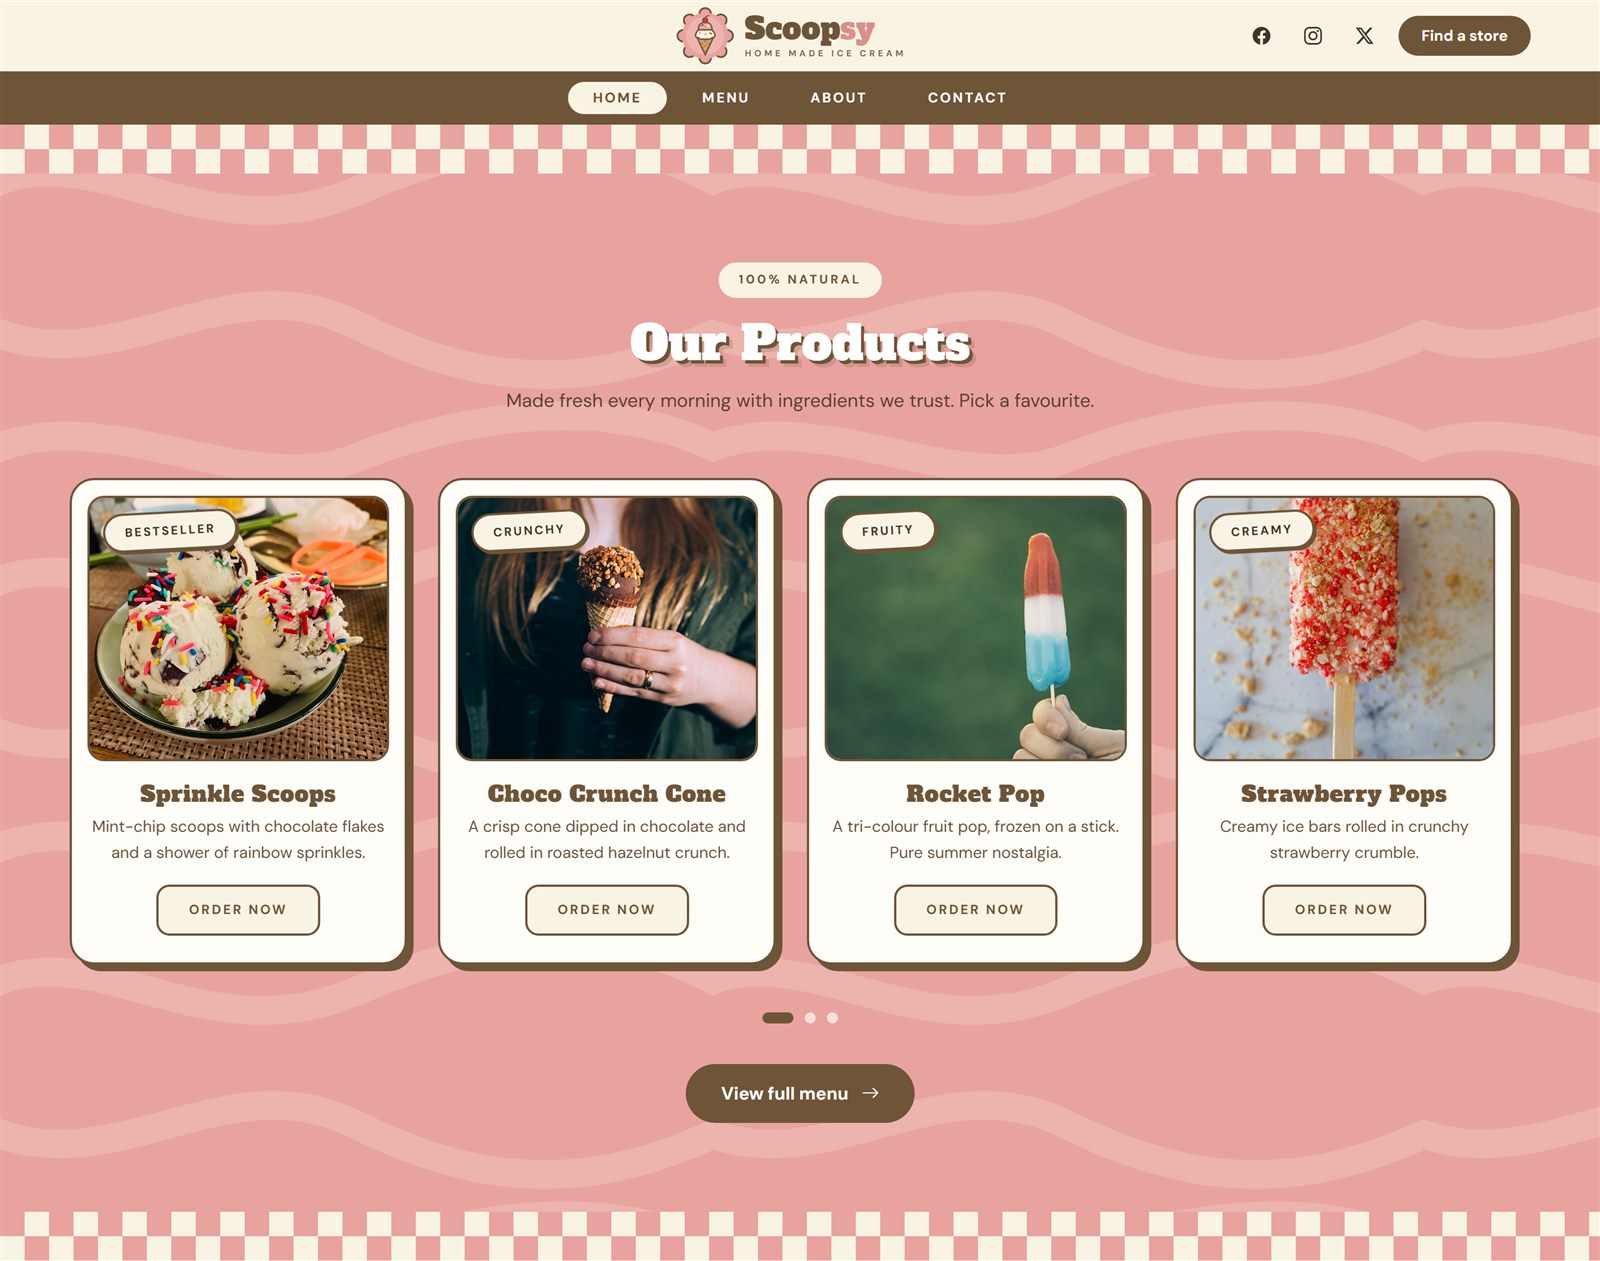 Scoopsy
HOME MADE ICE CREAM
Find a store
HOME
MENU
ABOUT
CONTACT
100% NATURAL
Our Products
Made fresh every morning with ingredients we trust. Pick a favourite.
BESTSELLER
Sprinkle Scoops
Mint-chip scoops with chocolate flakes
and a shower of rainbow sprinkles.
ORDER NOW
CRUNCHY
Choco Crunch Cone
A crisp cone dipped in chocolate and
rolled in roasted hazelnut crunch.
ORDER NOW
FRUITY
Rocket Pop
A tri-colour fruit pop, frozen on a stick.
Pure summer nostalgia.
ORDER NOW
CREAMY
Strawberry Pops
Creamy ice bars rolled in crunchy
strawberry crumble.
ORDER NOW
View full menu